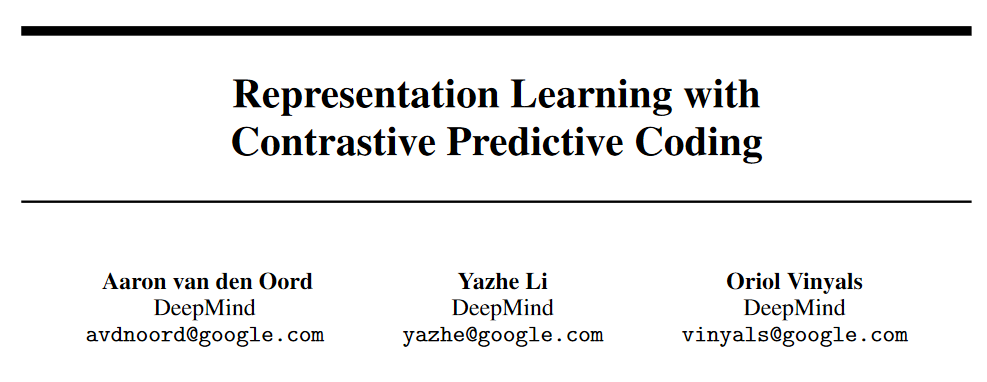 Representation Learning with
Contrastive Predictive Coding
Aaron van den Oord
DeepMind
avdnoord@google.com
Yazhe Li
DeepMind
yazhe@google.com
Oriol Vinyals
DeepMind
vinyals@google.com